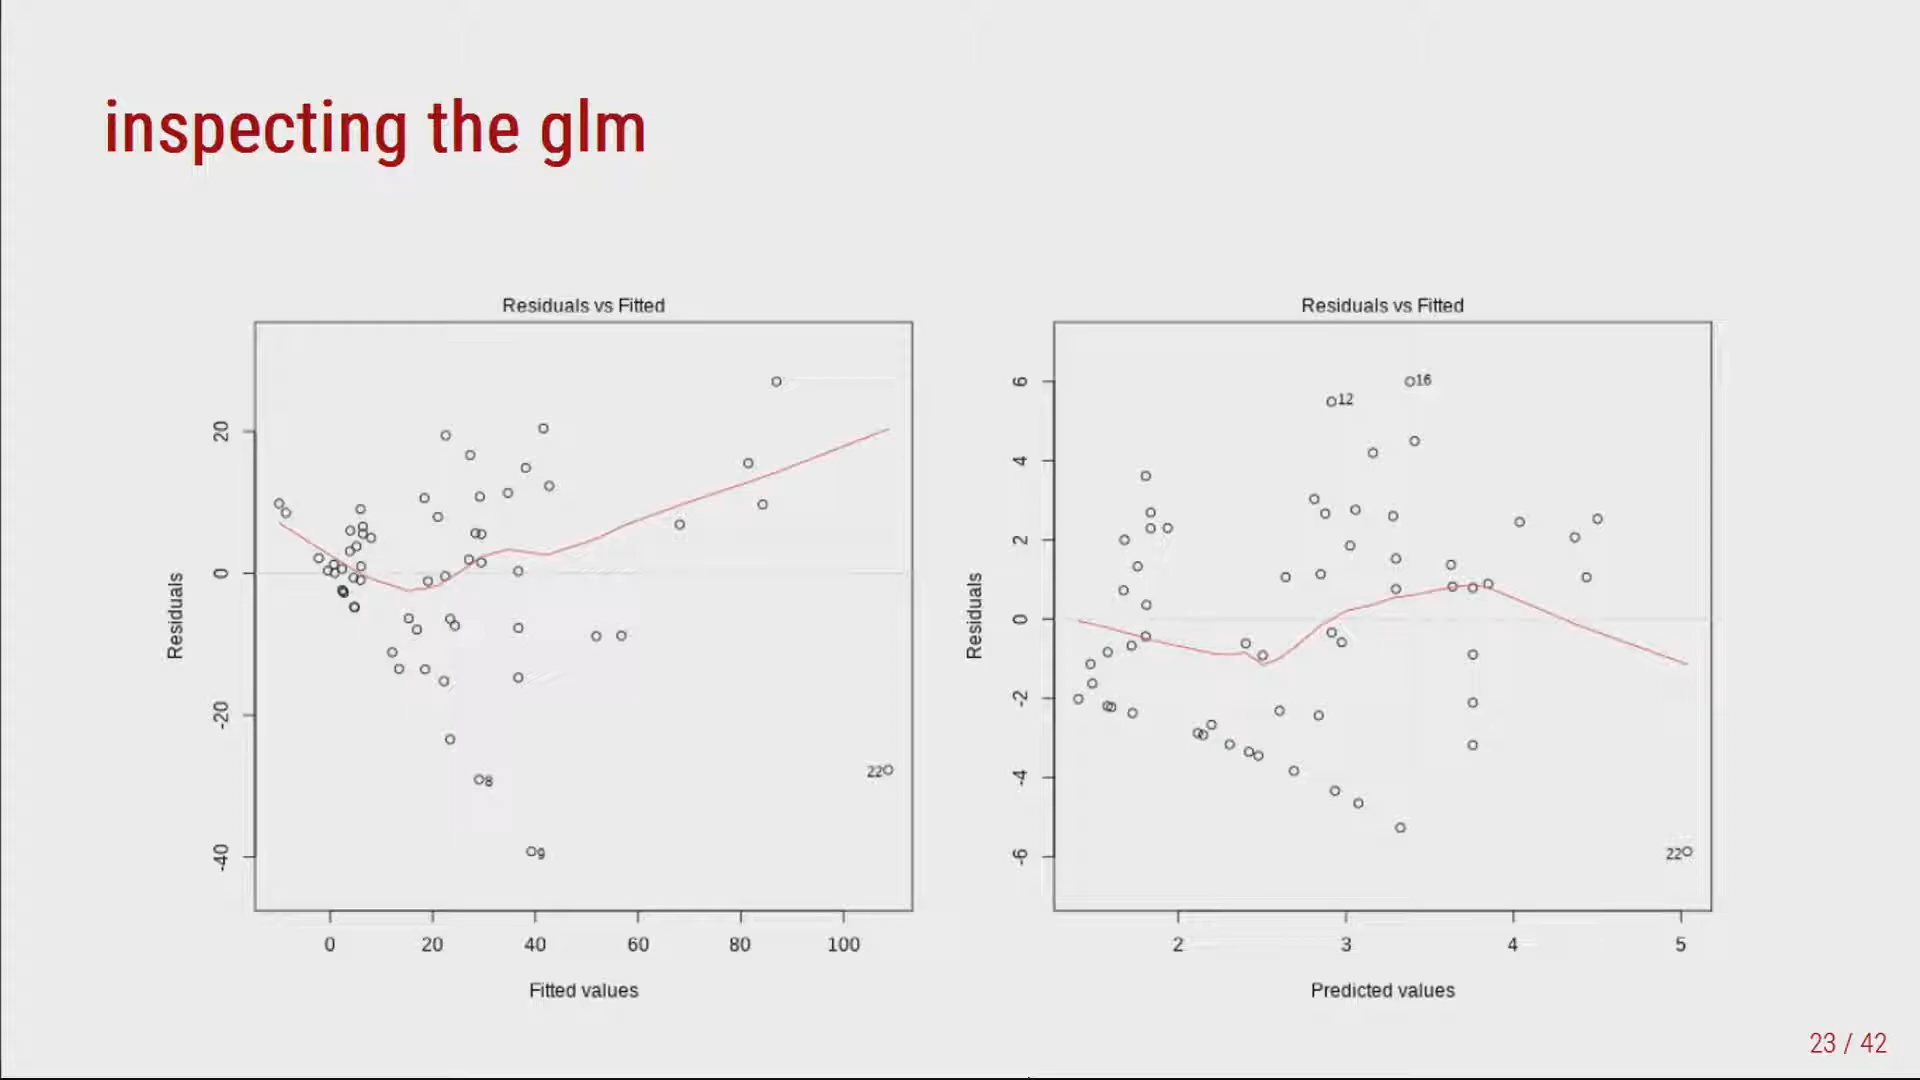 inspecting the glm
Residuals vs Fitted
Residuals
20
0
-20
-40
8
9
22
0 20 40 60 80 100
Fitted values
Residuals vs Fitted
Residuals
6
4
2
0
-2
-4
-6
16
12
22
2 3 4 5
Predicted values
23 / 42